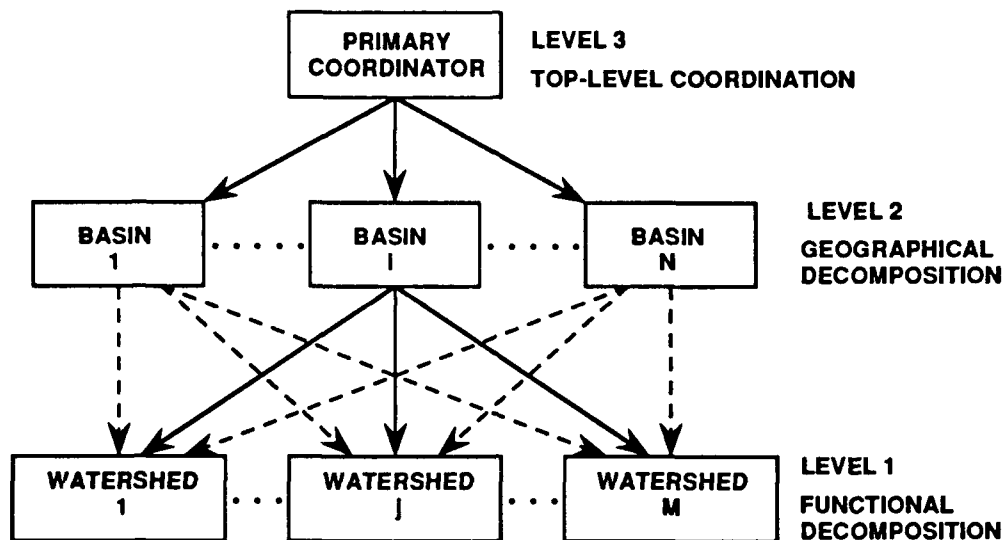 PRIMARY
COORDINATOR
LEVEL 3
TOP-LEVEL COORDINATION
BASIN
1
BASIN
I
BASIN
N
LEVEL 2
GEOGRAPHICAL
DECOMPOSITION
WATERSHED
1
WATERSHED
j
WATERSHED
M
LEVEL 1
FUNCTIONAL
DECOMPOSITION